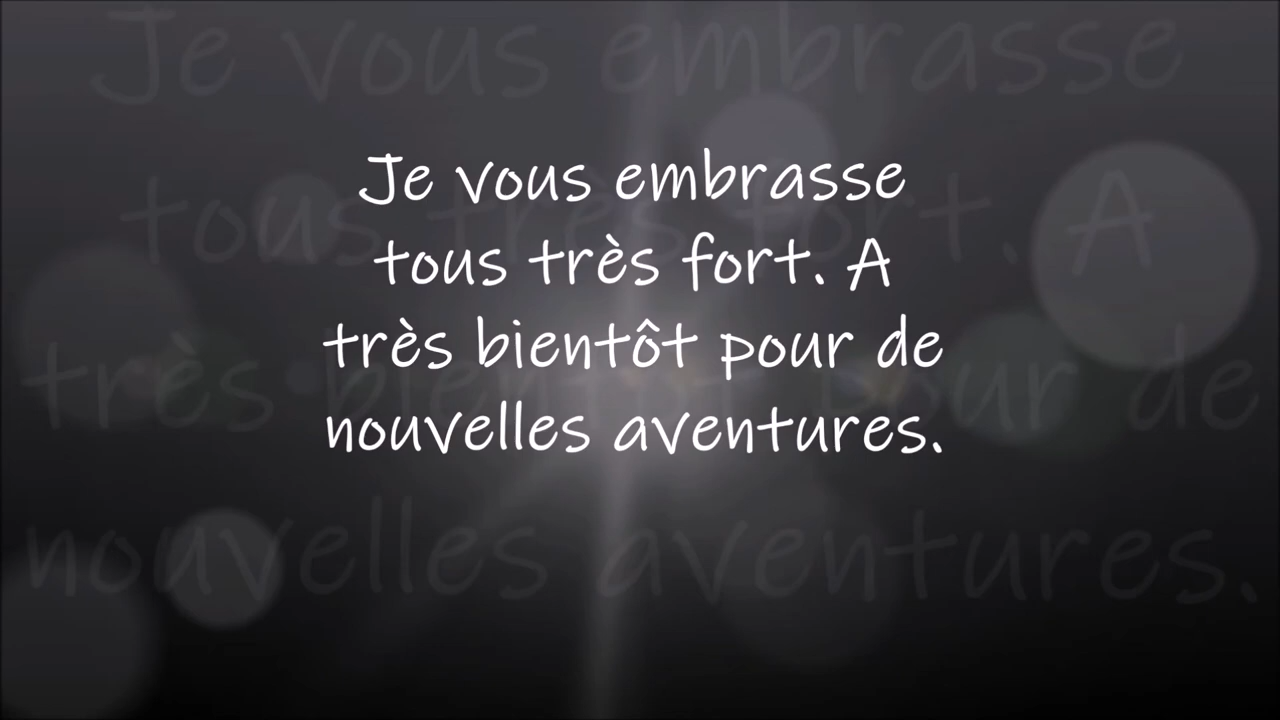 Je vous embrasse
tous très fort. A
très bientôt pour de
nouvelles aventures.